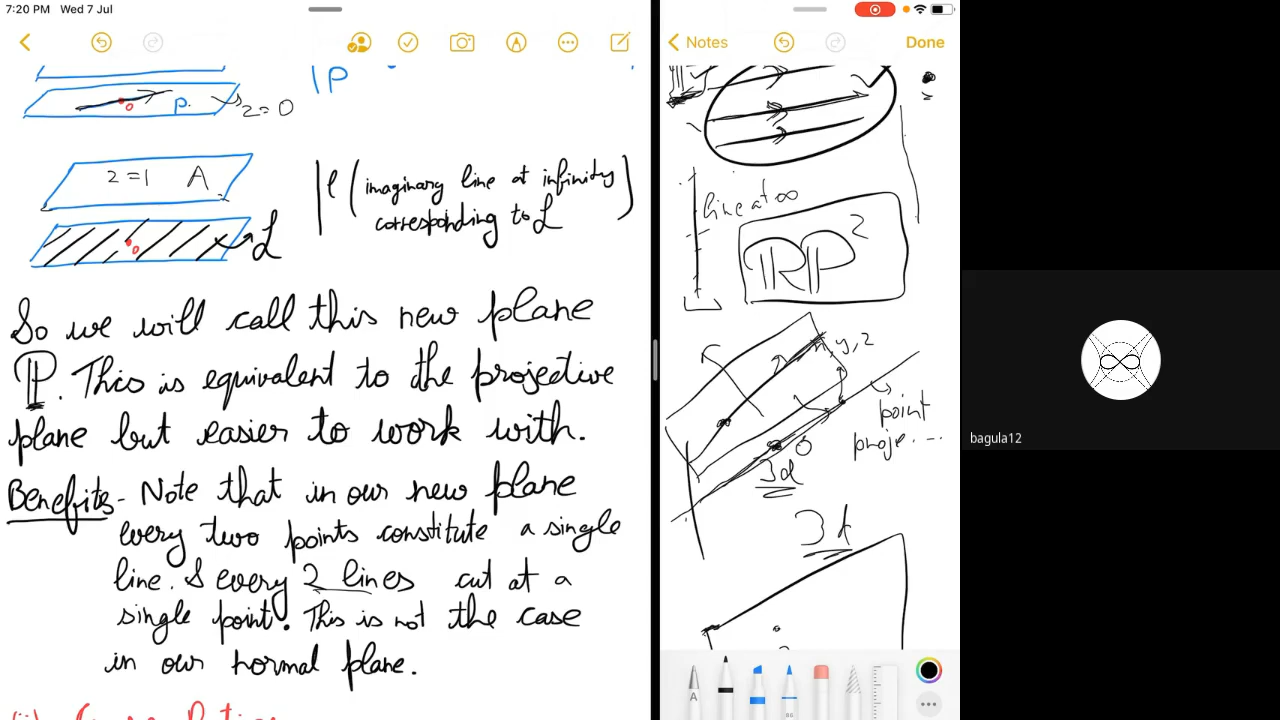 7:20 PM Wed 7 Jul
Notes
Done
P
p.
o
z=0
z=1 A
o
L
l (imaginary line at infinity
corresponding to L)
So we will call this new plane
P. This is equivalent to the projective
plane but easier to work with.
Benefits - Note that in our new plane
every two points constitute a single
line. & every 2 lines cut at a
single point. This is not the case
in our normal plane.
line at ∞
RP²
x, y, z
point
proje....
O
3d
3d
A
80
bagula12